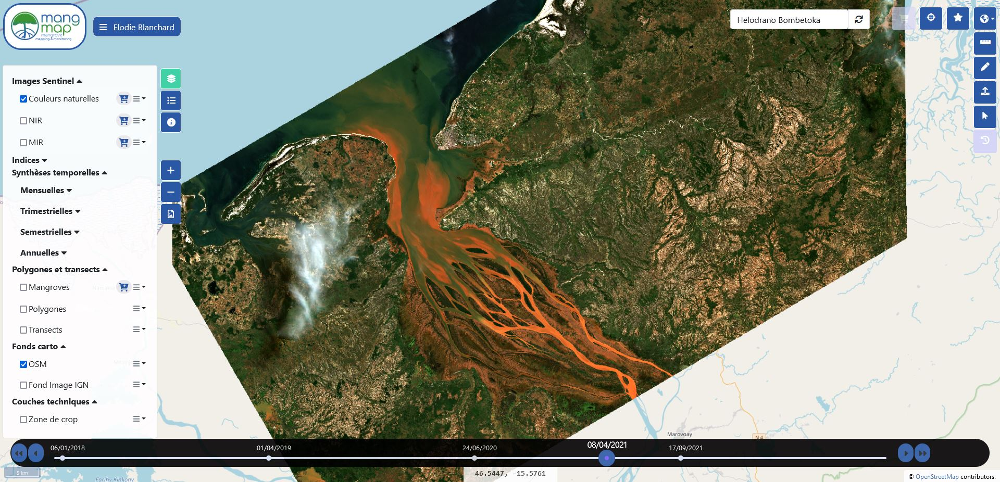 mang
map
mangrove
mapping & monitoring
Elodie Blanchard
Helodrano Bombetoka
Images Sentinel
Couleurs naturelles
NIR
MIR
Indices
Synthèses temporelles
Mensuelles
Trimestrielles
Semestrielles
Annuelles
Polygones et transects
Mangroves
Polygones
Transects
Fonds carto
OSM
Fond Image IGN
Couches techniques
Zone de crop
Marovoay
N 4
06/01/2018
01/04/2019
24/06/2020
08/04/2021
17/09/2021
5 km
Farihy Kinkony
46.5447, -15.5761
© OpenStreetMap contributors.